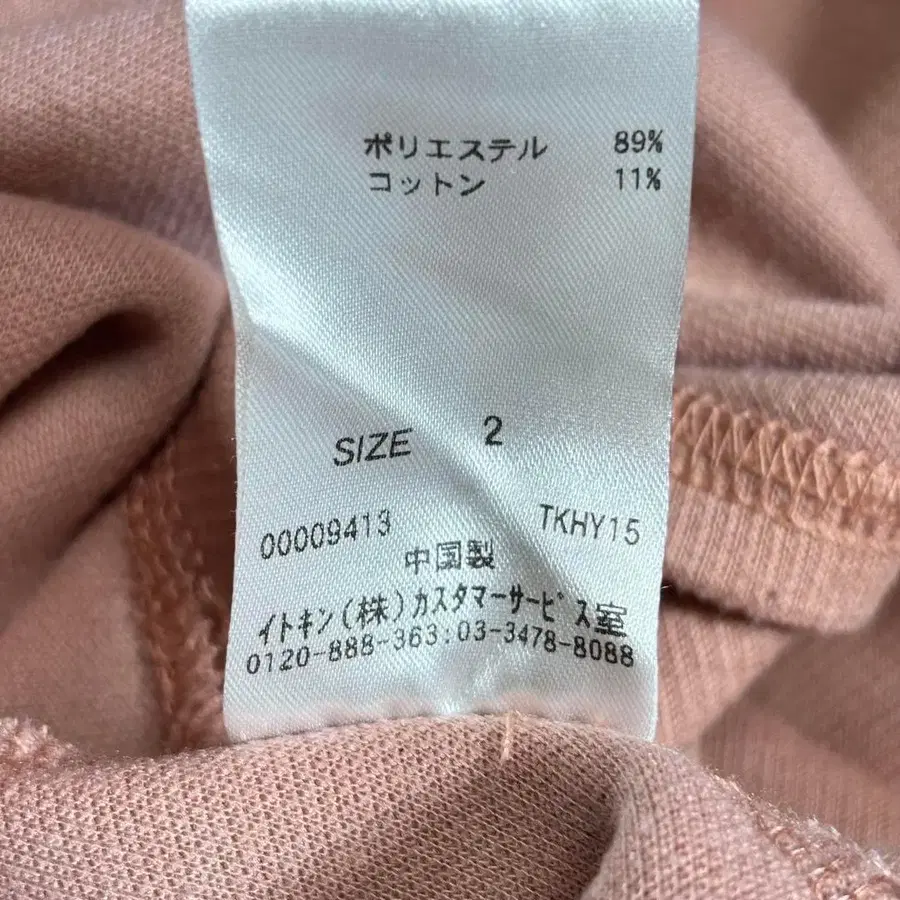 ポリエステル 89%
コットン 11%
SIZE 2
00009413 TKHY15
中国製
イトキン(株)カスタマーサービス室
0120-888-363:03-3478-8088